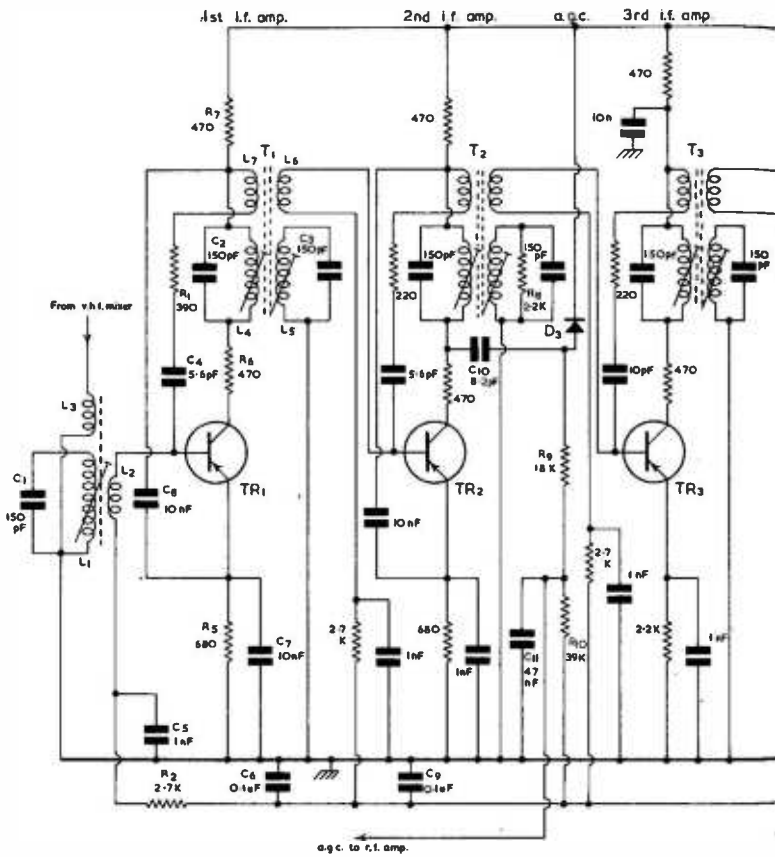 1st i.f. amp.
2nd i.f. amp.
a.g.c.
3rd i.f. amp.
R7
470
470
470
10n
T1
L7
L6
T2
T3
C2
150pF
C3
150pF
150pF
150
pF
150pF
150
pF
R1
390
L4
L5
220
R8
2.2K
220
D3
From v.h.f. mixer
C4
5.6pF
R6
470
5.6pF
C10
8.2pF
470
10pF
470
L3
L2
C1
150
pF
L1
TR1
TR2
R9
18K
TR3
C8
10nF
10nF
2.7
K
1nF
R5
680
C7
10nF
2.7
K
1nF
680
1nF
C11
47
nF
R10
39K
2.2K
1nF
C5
1nF
R2
2.7K
C6
0.1uF
C9
0.1uF
a.g.c. to r.f. amp.